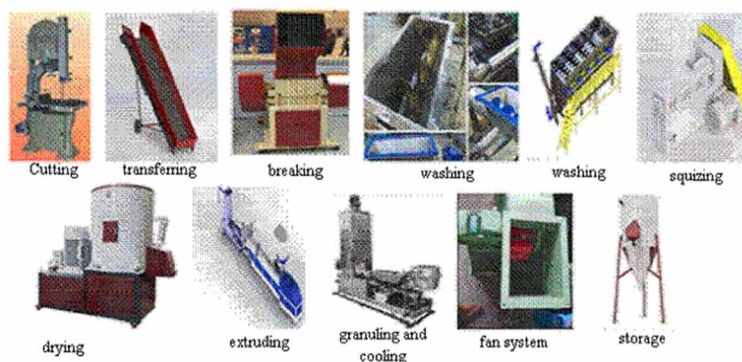 Cutting
transferring
breaking
washing
washing
squizing
drying
extruding
granuling and
cooling
fan system
storage